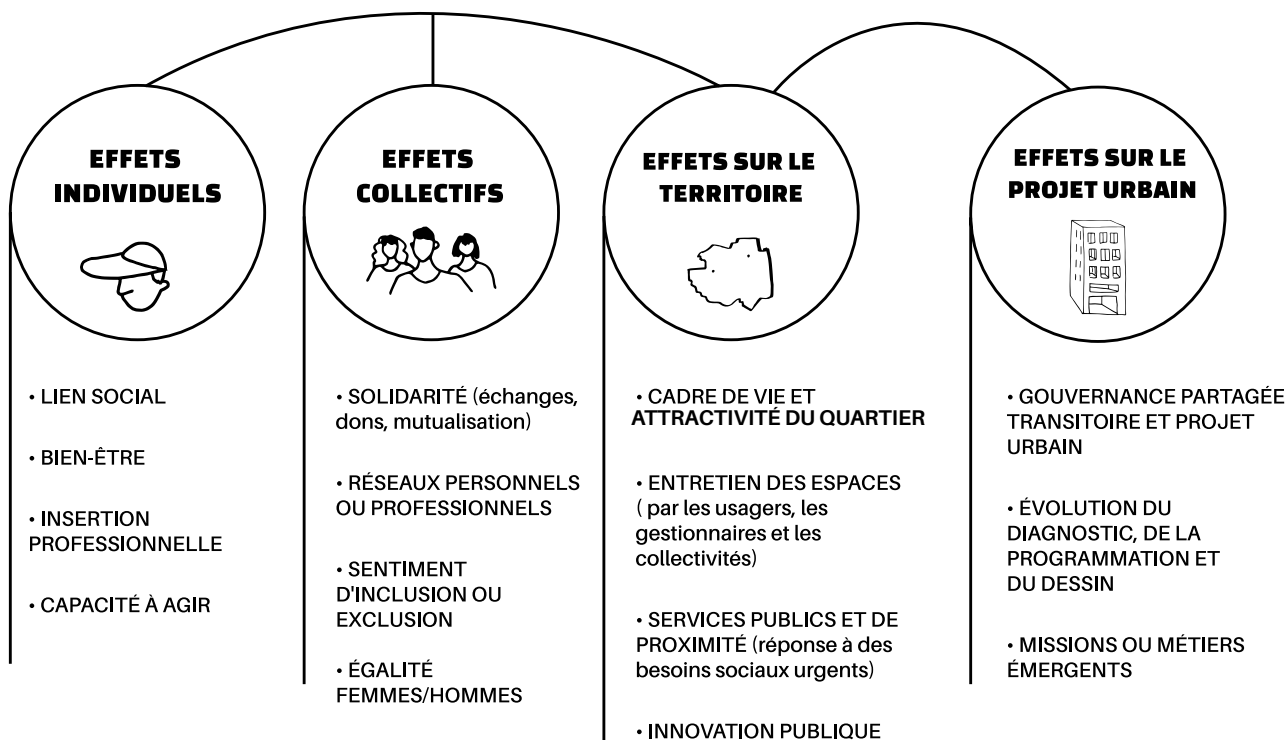 EFFETS
INDIVIDUELS
• LIEN SOCIAL
• BIEN-ÊTRE
• INSERTION
PROFESSIONNELLE
• CAPACITÉ À AGIR
EFFETS
COLLECTIFS
• SOLIDARITÉ (échanges,
dons, mutualisation)
• RÉSEAUX PERSONNELS
OU PROFESSIONNELS
• SENTIMENT
D'INCLUSION OU
EXCLUSION
• ÉGALITÉ
FEMMES/HOMMES
EFFETS SUR LE
TERRITOIRE
• CADRE DE VIE ET
ATTRACTIVITÉ DU QUARTIER
• ENTRETIEN DES ESPACES
( par les usagers, les
gestionnaires et les
collectivités)
• SERVICES PUBLICS ET DE
PROXIMITÉ (réponse à des
besoins sociaux urgents)
• INNOVATION PUBLIQUE
EFFETS SUR LE
PROJET URBAIN
• GOUVERNANCE PARTAGÉE
TRANSITOIRE ET PROJET
URBAIN
• ÉVOLUTION DU
DIAGNOSTIC, DE LA
PROGRAMMATION ET
DU DESSIN
• MISSIONS OU MÉTIERS
ÉMERGENTS